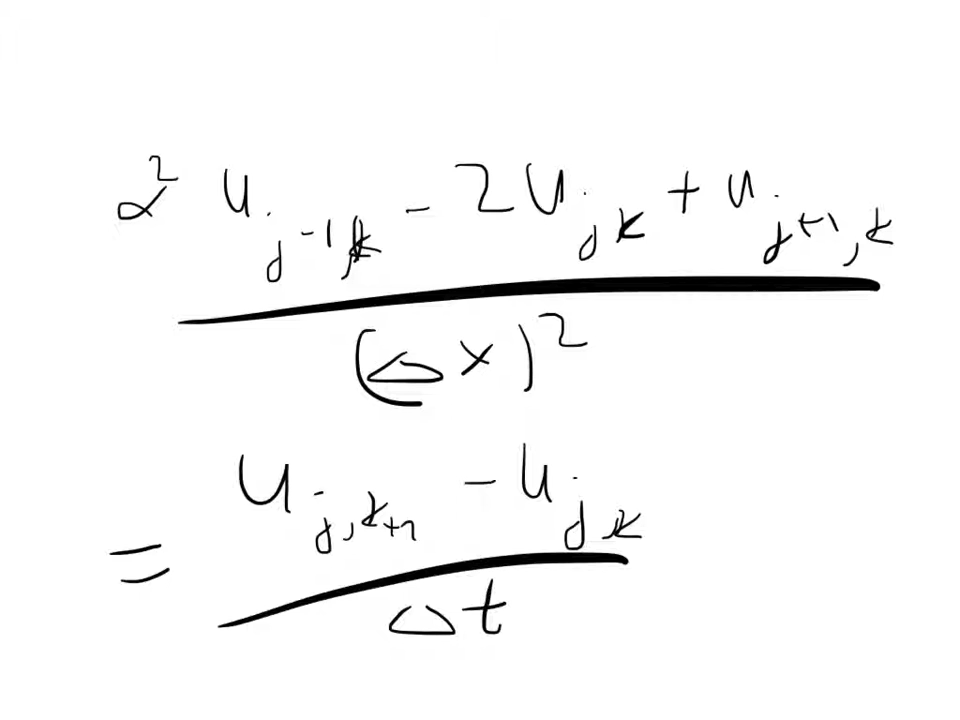 α² u_{j-1,k} - 2u_{j,k} + u_{j+1,k}
(Δx)²
u_{j,k+1} - u_{j,k}
=
Δt